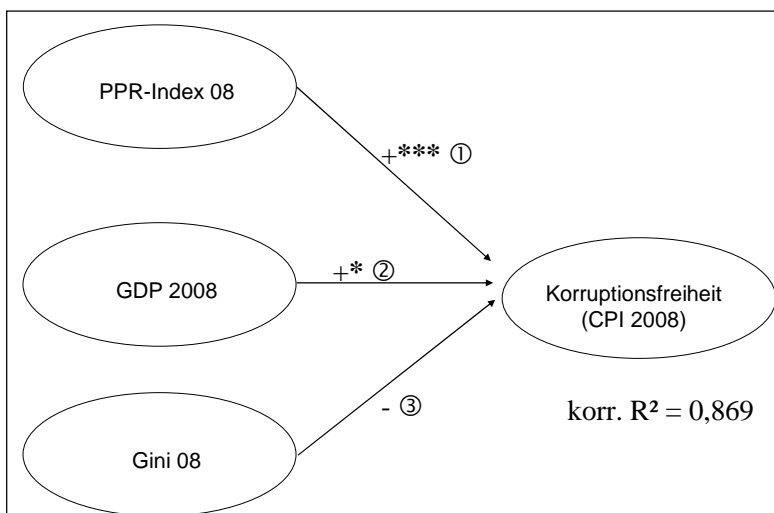 PPR-Index 08
+*** ①
GDP 2008
+* ②
Korruptionsfreiheit
(CPI 2008)
Gini 08
- ③
korr. R² = 0,869